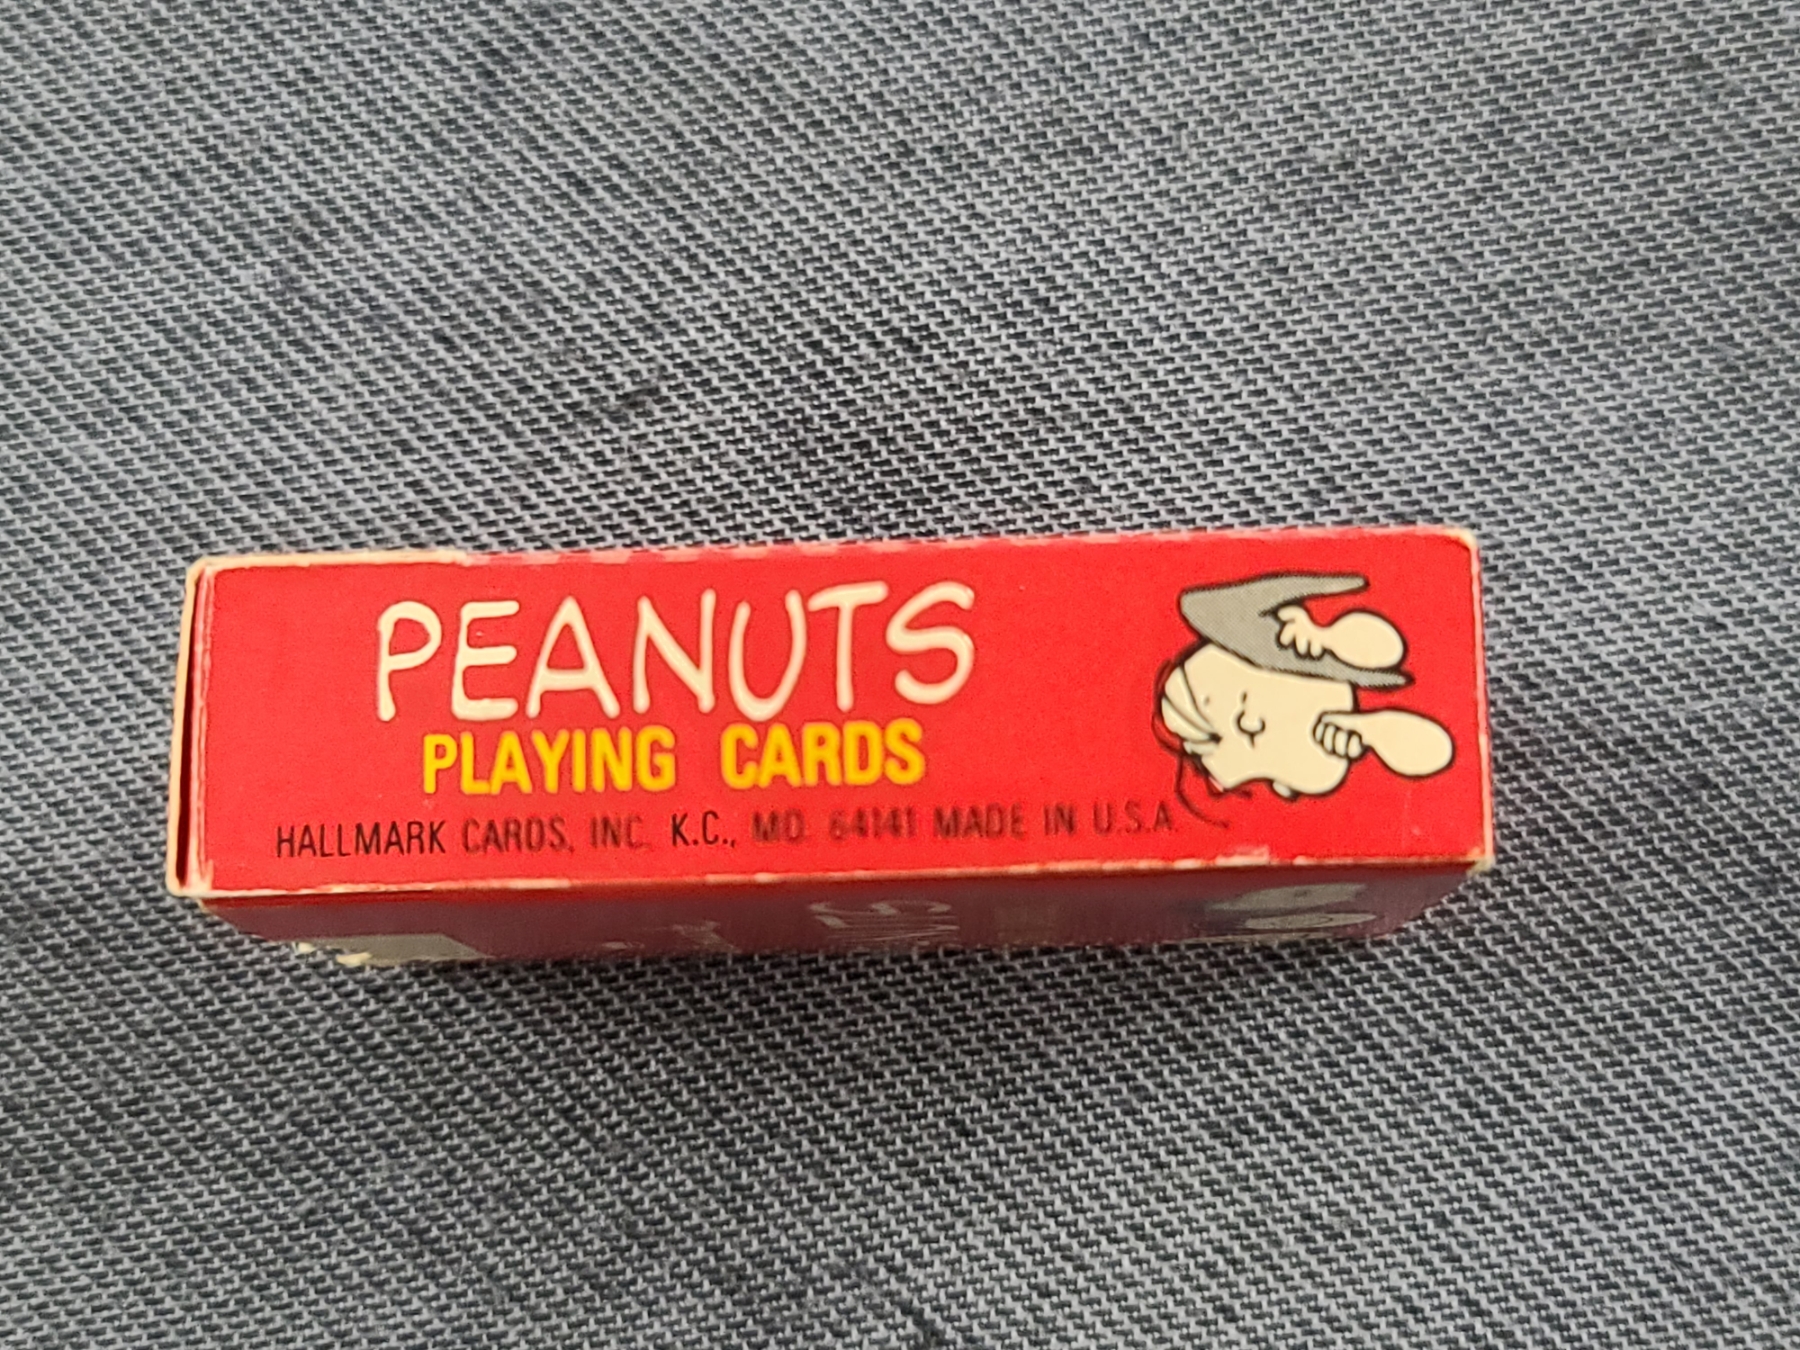 PEANUTS
PLAYING CARDS
HALLMARK CARDS, INC. K.C., MO. 64141 MADE IN U.S.A.